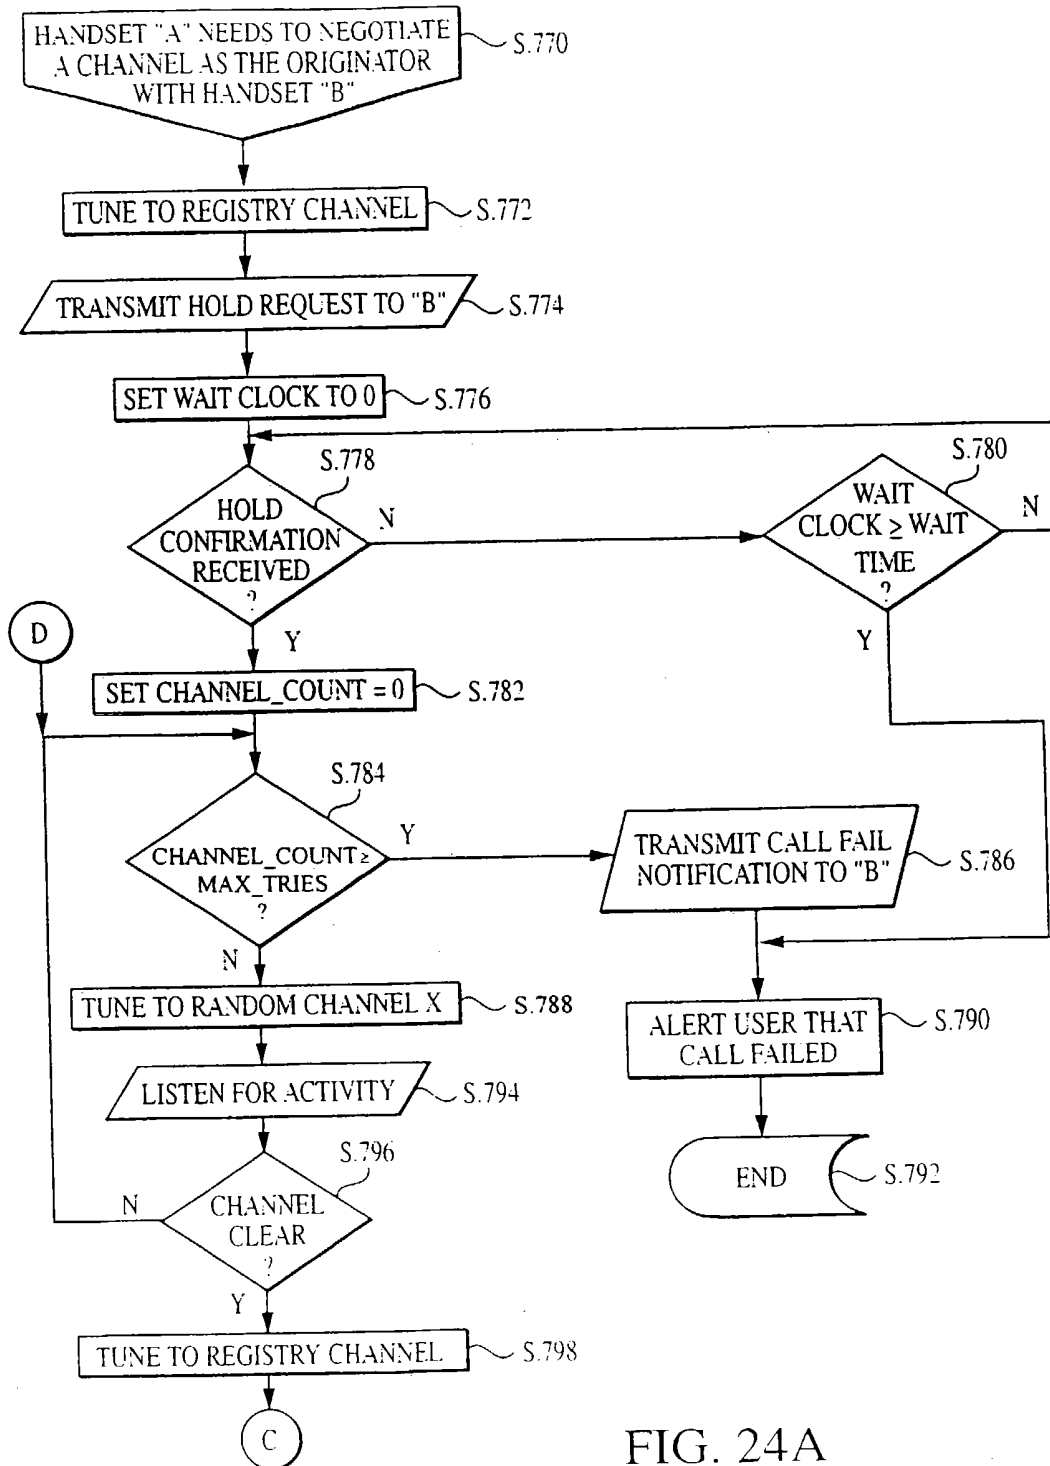 HANDSET "A" NEEDS TO NEGOTIATE
A CHANNEL AS THE ORIGINATOR
WITH HANDSET "B"
S.770
TUNE TO REGISTRY CHANNEL
S.772
TRANSMIT HOLD REQUEST TO "B"
S.774
SET WAIT CLOCK TO 0
S.776
S.778
HOLD
CONFIRMATION
RECEIVED
?
N
Y
S.780
WAIT
CLOCK ≥ WAIT
TIME
?
N
Y
D
SET CHANNEL_COUNT = 0
S.782
S.784
CHANNEL_COUNT ≥
MAX_TRIES
?
Y
N
TRANSMIT CALL FAIL
NOTIFICATION TO "B"
S.786
TUNE TO RANDOM CHANNEL X
S.788
ALERT USER THAT
CALL FAILED
S.790
LISTEN FOR ACTIVITY
S.794
S.796
CHANNEL
CLEAR
?
N
Y
END
S.792
TUNE TO REGISTRY CHANNEL
S.798
C
FIG. 24A